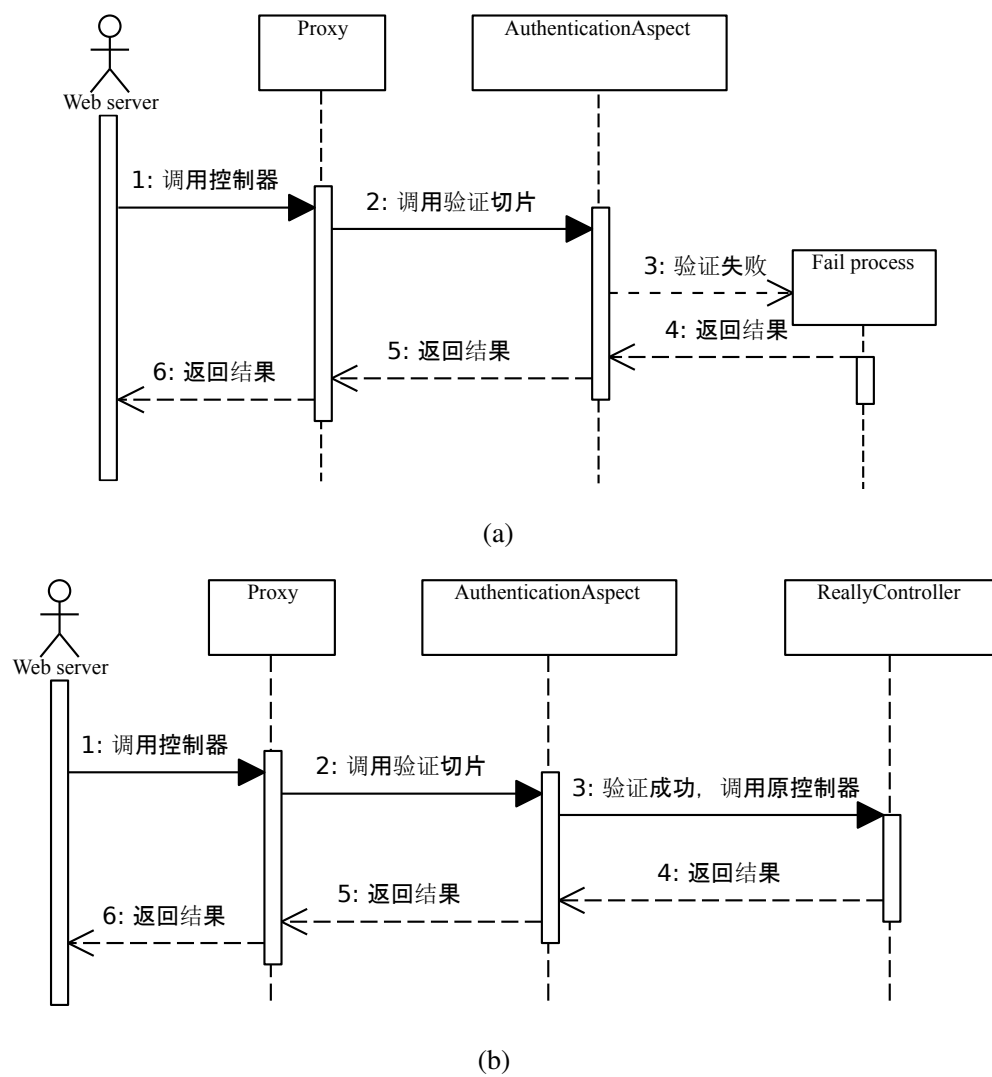 Proxy
AuthenticationAspect
Web server
1: 调用控制器
2: 调用验证切片
3: 验证失败
Fail process
4: 返回结果
5: 返回结果
6: 返回结果
(a)
Proxy
AuthenticationAspect
ReallyController
Web server
1: 调用控制器
2: 调用验证切片
3: 验证成功，调用原控制器
4: 返回结果
5: 返回结果
6: 返回结果
(b)